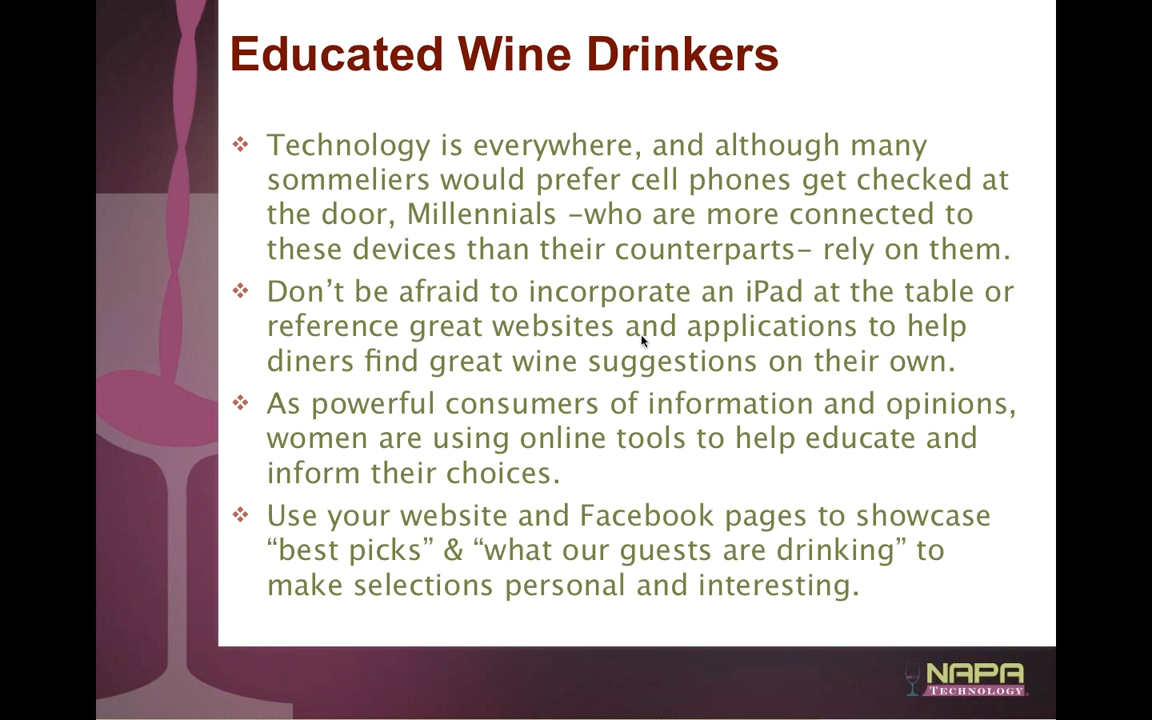 Educated Wine Drinkers
Technology is everywhere, and although many
sommeliers would prefer cell phones get checked at
the door, Millennials –who are more connected to
these devices than their counterparts– rely on them.
Don’t be afraid to incorporate an iPad at the table or
reference great websites and applications to help
diners find great wine suggestions on their own.
As powerful consumers of information and opinions,
women are using online tools to help educate and
inform their choices.
Use your website and Facebook pages to showcase
“best picks” & “what our guests are drinking” to
make selections personal and interesting.
NAPA
TECHNOLOGY